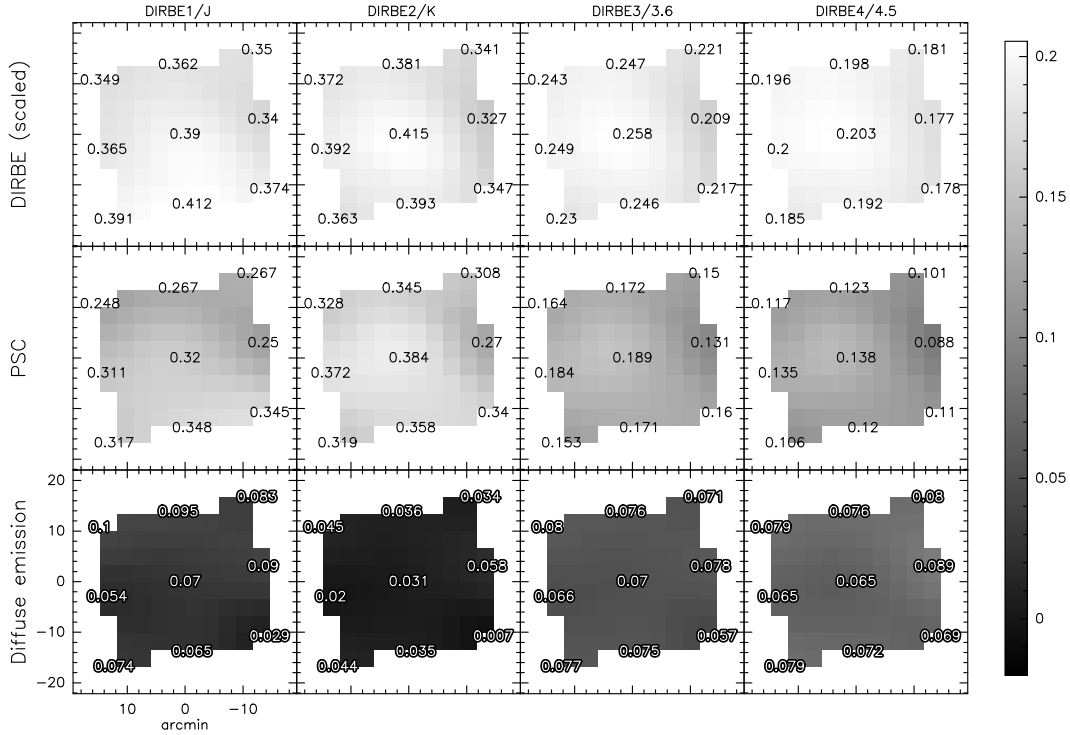 DIRBE1/J DIRBE2/K DIRBE3/3.6 DIRBE4/4.5
DIRBE (scaled)
0.35 0.341 0.221 0.181
0.362 0.381 0.247 0.198
0.349 0.372 0.243 0.196
0.34 0.327 0.209 0.177
0.39 0.415 0.258 0.203
0.365 0.392 0.249 0.2
0.374 0.347 0.217 0.178
0.412 0.393 0.246 0.192
0.391 0.363 0.23 0.185
PSC
0.267 0.308 0.15 0.101
0.267 0.345 0.172 0.123
0.248 0.328 0.164 0.117
0.25 0.27 0.131 0.088
0.32 0.384 0.189 0.138
0.311 0.372 0.184 0.135
0.345 0.34 0.16 0.11
0.348 0.358 0.171 0.12
0.317 0.319 0.153 0.106
Diffuse emission
0.083 0.034 0.071 0.08
0.095 0.036 0.076 0.076
0.1 0.045 0.08 0.079
0.09 0.058 0.078 0.089
0.07 0.031 0.07 0.065
0.054 0.02 0.066 0.065
0.029 0.007 0.057 0.069
0.065 0.035 0.075 0.072
0.074 0.044 0.077 0.079
20
10
0
−10
−20
10 0 −10
arcmin
0.2
0.15
0.1
0.05
0